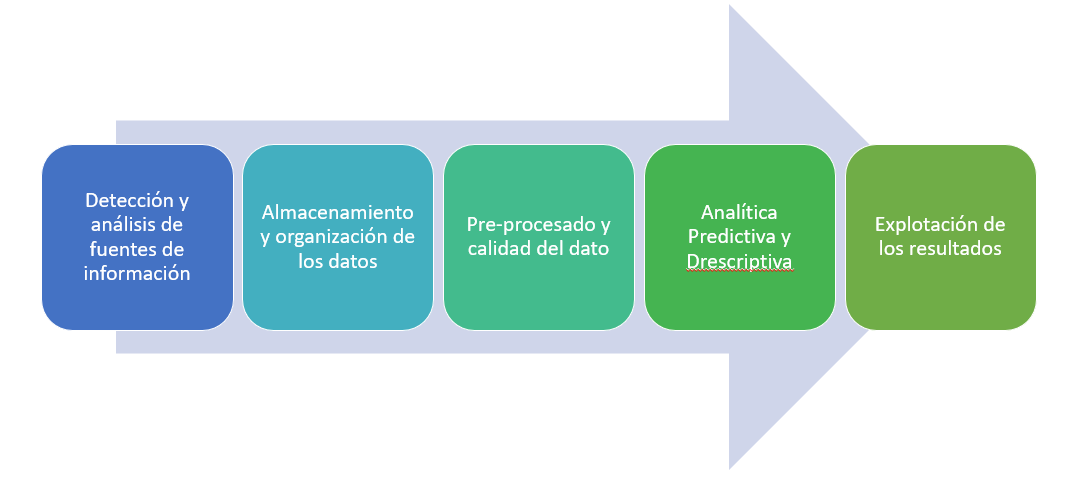 Detección y
análisis de
fuentes de
información
Almacenamiento
y organización de
los datos
Pre-procesado y
calidad del dato
Analítica
Predictiva y
Drescriptiva
Explotación de
los resultados